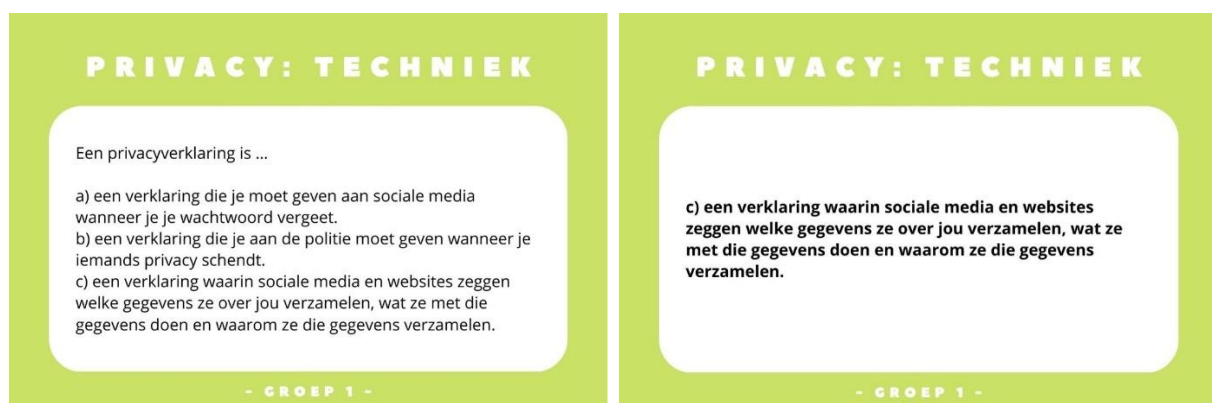 PRIVACY: TECHNIEK
Een privacyverklaring is ...
a) een verklaring die je moet geven aan sociale media
wanneer je je wachtwoord vergeet.
b) een verklaring die je aan de politie moet geven wanneer je
iemands privacy schendt.
c) een verklaring waarin sociale media en websites zeggen
welke gegevens ze over jou verzamelen, wat ze met die
gegevens doen en waarom ze die gegevens verzamelen.
- GROEP 1 -
PRIVACY: TECHNIEK
c) een verklaring waarin sociale media en websites
zeggen welke gegevens ze over jou verzamelen, wat ze
met die gegevens doen en waarom ze die gegevens
verzamelen.
- GROEP 1 -